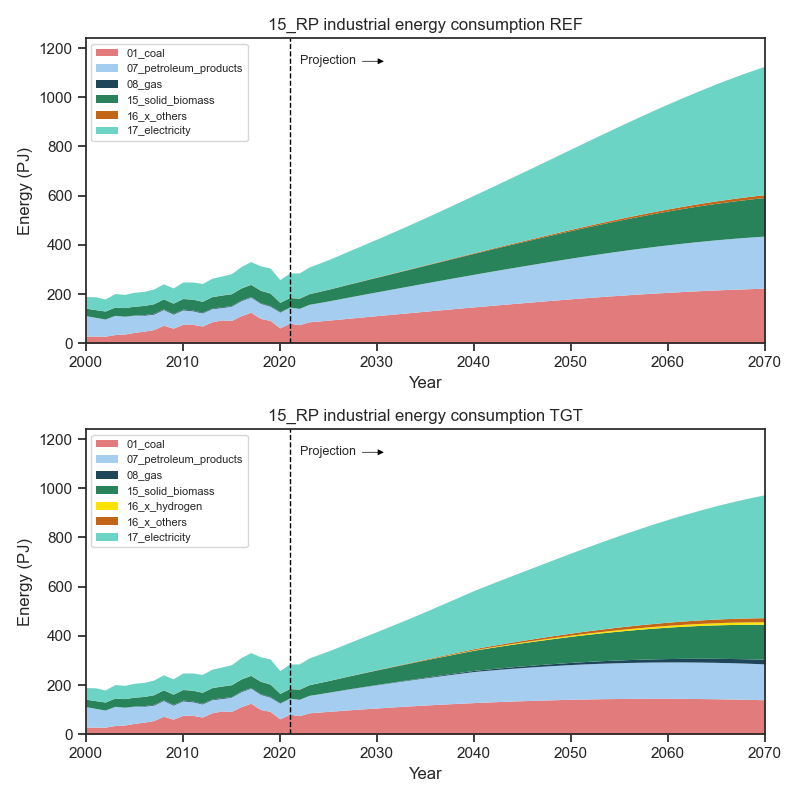 15_RP industrial energy consumption REF
1200
1000
800
600
400
200
0
Energy (PJ)
01_coal
07_petroleum_products
08_gas
15_solid_biomass
16_x_others
17_electricity
Projection
2000
2010
2020
2030
2040
2050
2060
2070
Year
15_RP industrial energy consumption TGT
1200
1000
800
600
400
200
0
Energy (PJ)
01_coal
07_petroleum_products
08_gas
15_solid_biomass
16_x_hydrogen
16_x_others
17_electricity
Projection
2000
2010
2020
2030
2040
2050
2060
2070
Year